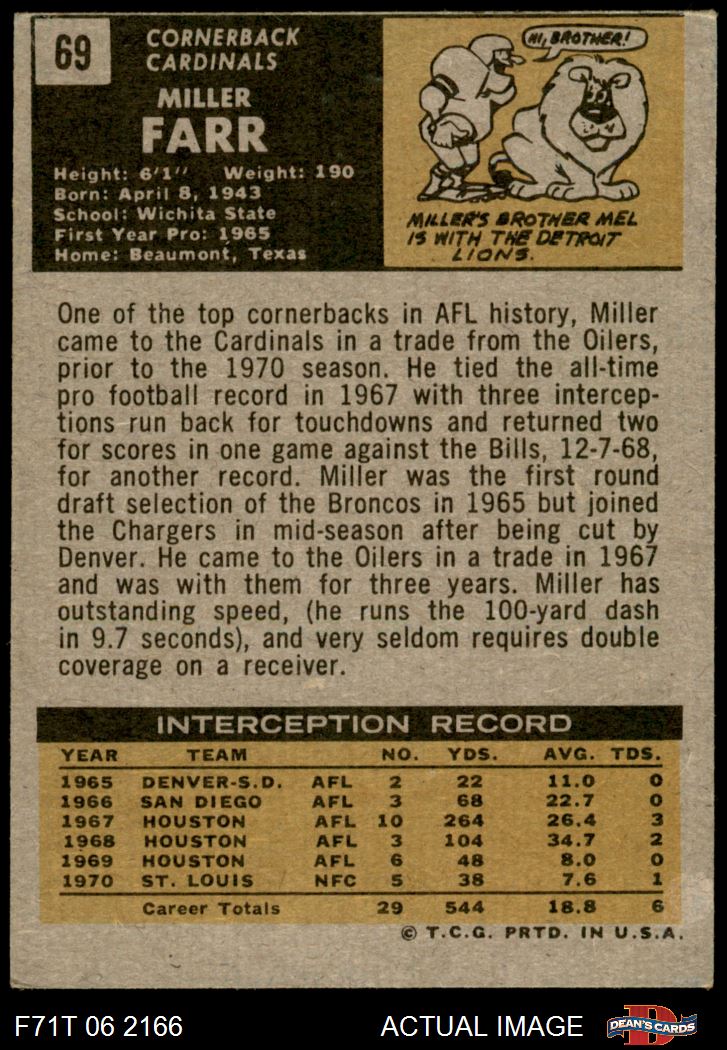 69
CORNERBACK
CARDINALS
MILLER
FARR
Height: 6'1" Weight: 190
Born: April 8, 1943
School: Wichita State
First Year Pro: 1965
Home: Beaumont, Texas
HI, BROTHER!
MILLER'S BROTHER MEL
IS WITH THE DETROIT
LIONS.
One of the top cornerbacks in AFL history, Miller
came to the Cardinals in a trade from the Oilers,
prior to the 1970 season. He tied the all-time
pro football record in 1967 with three intercep-
tions run back for touchdowns and returned two
for scores in one game against the Bills, 12-7-68,
for another record. Miller was the first round
draft selection of the Broncos in 1965 but joined
the Chargers in mid-season after being cut by
Denver. He came to the Oilers in a trade in 1967
and was with them for three years. Miller has
outstanding speed, (he runs the 100-yard dash
in 9.7 seconds), and very seldom requires double
coverage on a receiver.
INTERCEPTION RECORD
YEAR TEAM NO. YDS. AVG. TDS.
1965 DENVER-S.D. AFL 2 22 11.0 0
1966 SAN DIEGO AFL 3 68 22.7 0
1967 HOUSTON AFL 10 264 26.4 3
1968 HOUSTON AFL 3 104 34.7 2
1969 HOUSTON AFL 6 48 8.0 0
1970 ST. LOUIS NFC 5 38 7.6 1
Career Totals 29 544 18.8 6
© T.C.G. PRTD. IN U.S.A.
F71T 06 2166 ACTUAL IMAGE D DEAN'S CARDS